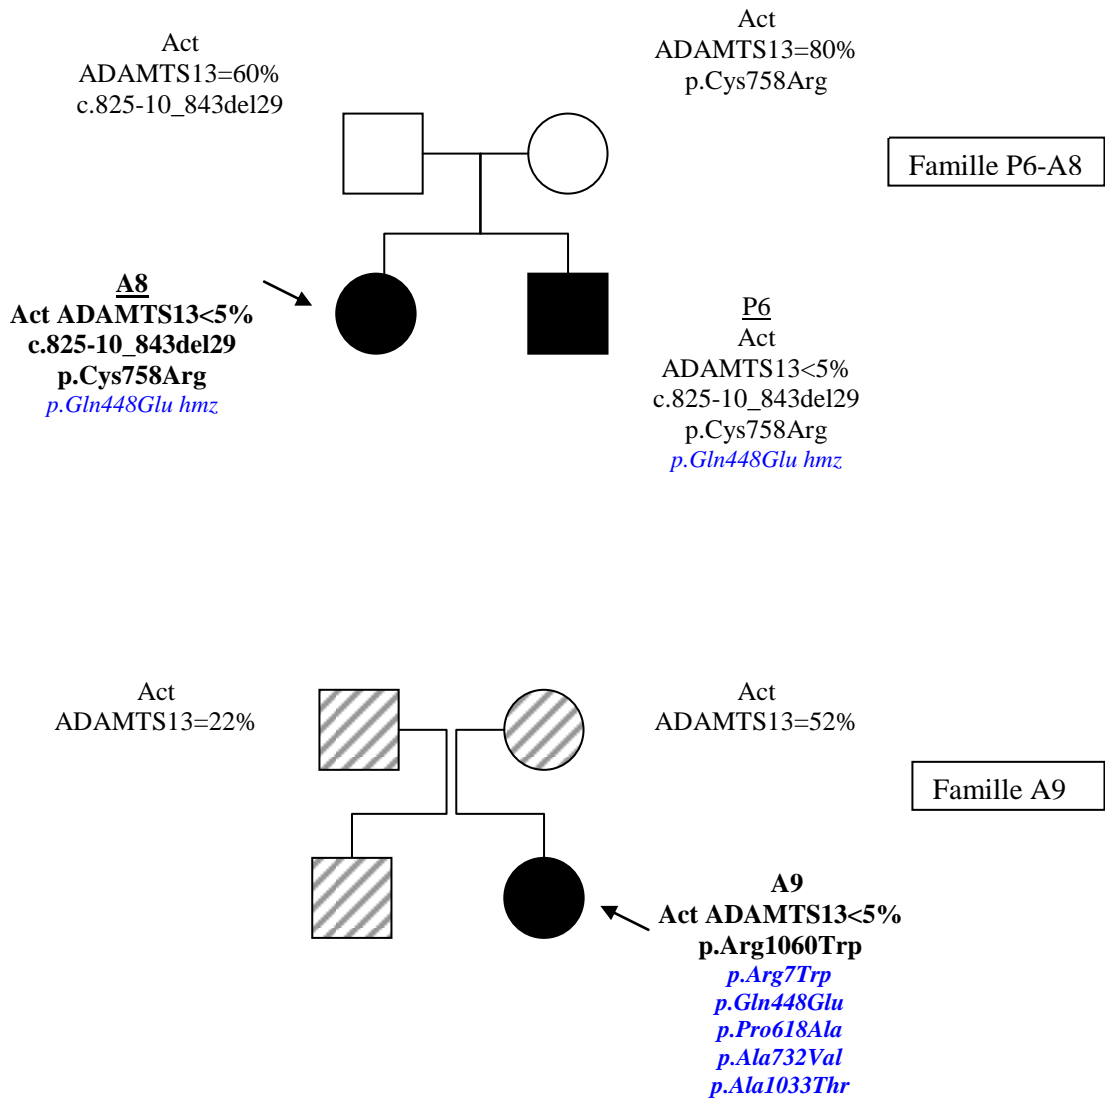 Act
ADAMTS13=60%
c.825-10_843del29
Act
ADAMTS13=80%
p.Cys758Arg
Famille P6-A8
A8
Act ADAMTS13<5%
c.825-10_843del29
p.Cys758Arg
p.Gln448Glu hmz
P6
Act
ADAMTS13<5%
c.825-10_843del29
p.Cys758Arg
p.Gln448Glu hmz
Act
ADAMTS13=22%
Act
ADAMTS13=52%
Famille A9
A9
Act ADAMTS13<5%
p.Arg1060Trp
p.Arg7Trp
p.Gln448Glu
p.Pro618Ala
p.Ala732Val
p.Ala1033Thr